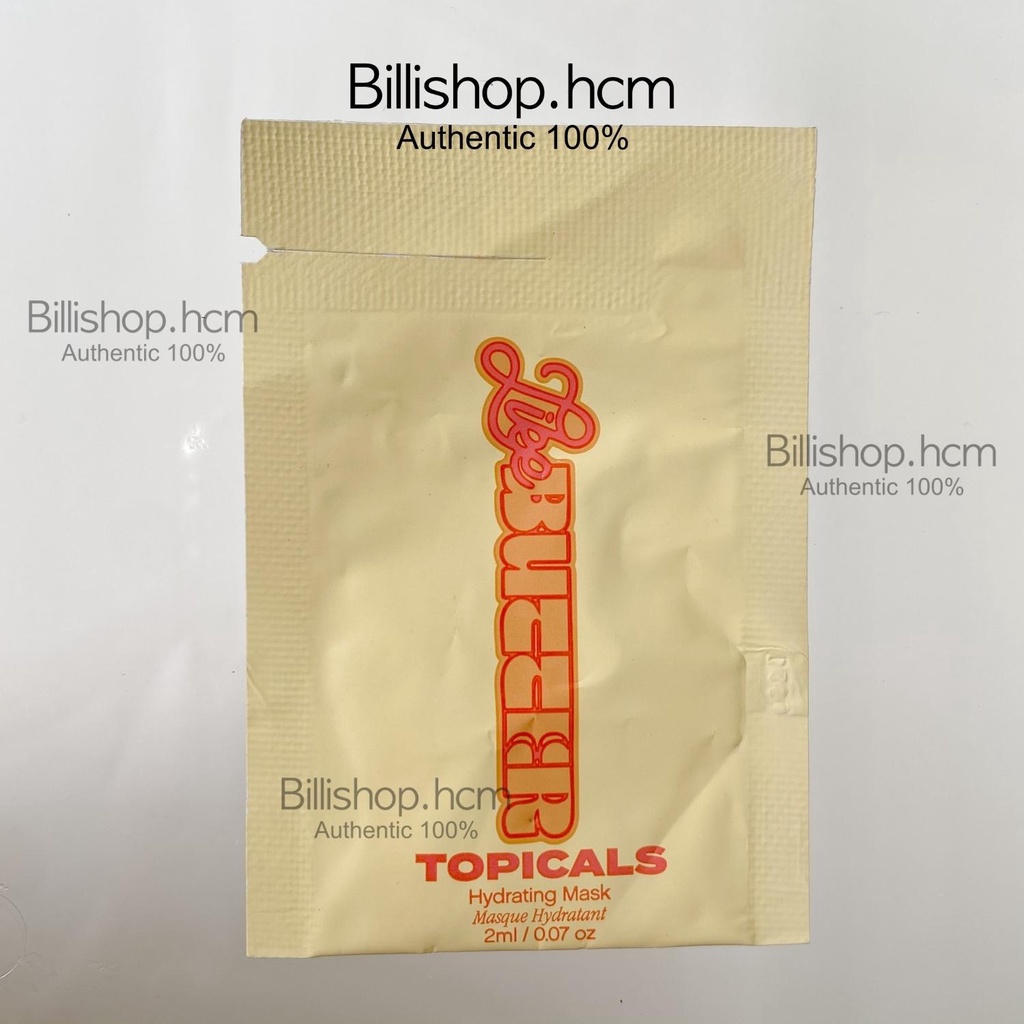 Billishop.hcm
Authentic 100%
Billishop.hcm
Authentic 100%
Billishop.hcm
Authentic 100%
Like
BUTTER
Billishop.hcm
Authentic 100%
TOPICALS
Hydrating Mask
Masque Hydratant
2ml / 0.07 oz